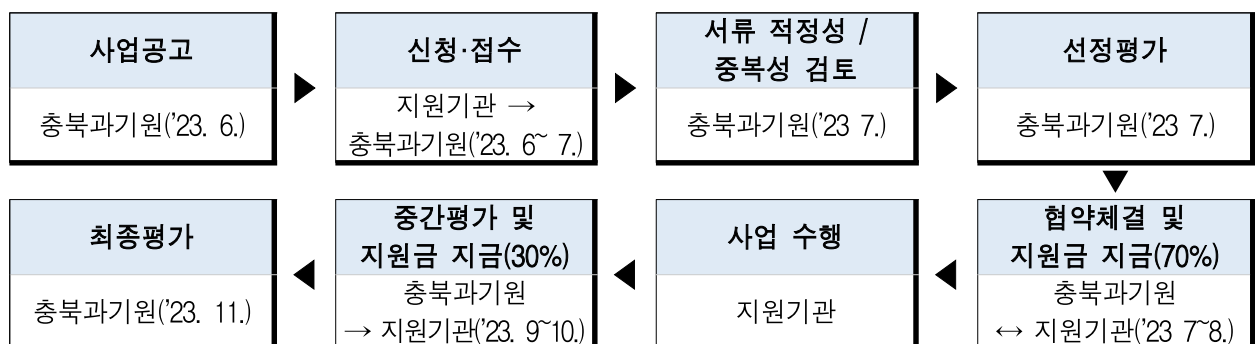 사업공고
충북과기원('23. 6.)
신청·접수
지원기관 →
충북과기원('23. 6~ 7.)
서류 적정성 /
중복성 검토
충북과기원('23 7.)
선정평가
충북과기원('23 7.)
협약체결 및
지원금 지급(70%)
충북과기원
↔ 지원기관('23 7~8.)
사업 수행
지원기관
중간평가 및
지원금 지급(30%)
충북과기원
→ 지원기관('23. 9~10.)
최종평가
충북과기원('23. 11.)